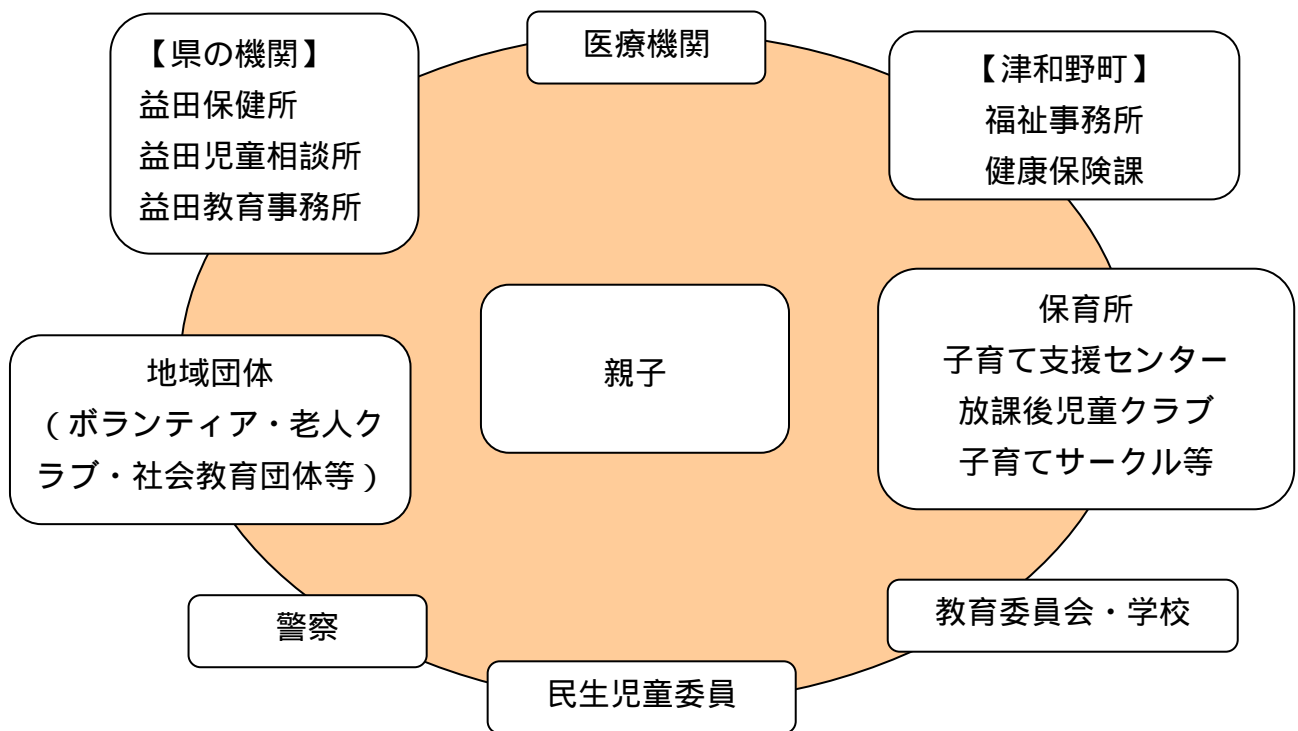 【県の機関】
益田保健所
益田児童相談所
益田教育事務所
医療機関
【津和野町】
福祉事務所
健康保険課
地域団体
（ボランティア・老人ク
ラブ・社会教育団体等）
親子
保育所
子育て支援センター
放課後児童クラブ
子育てサークル等
警察
民生児童委員
教育委員会・学校